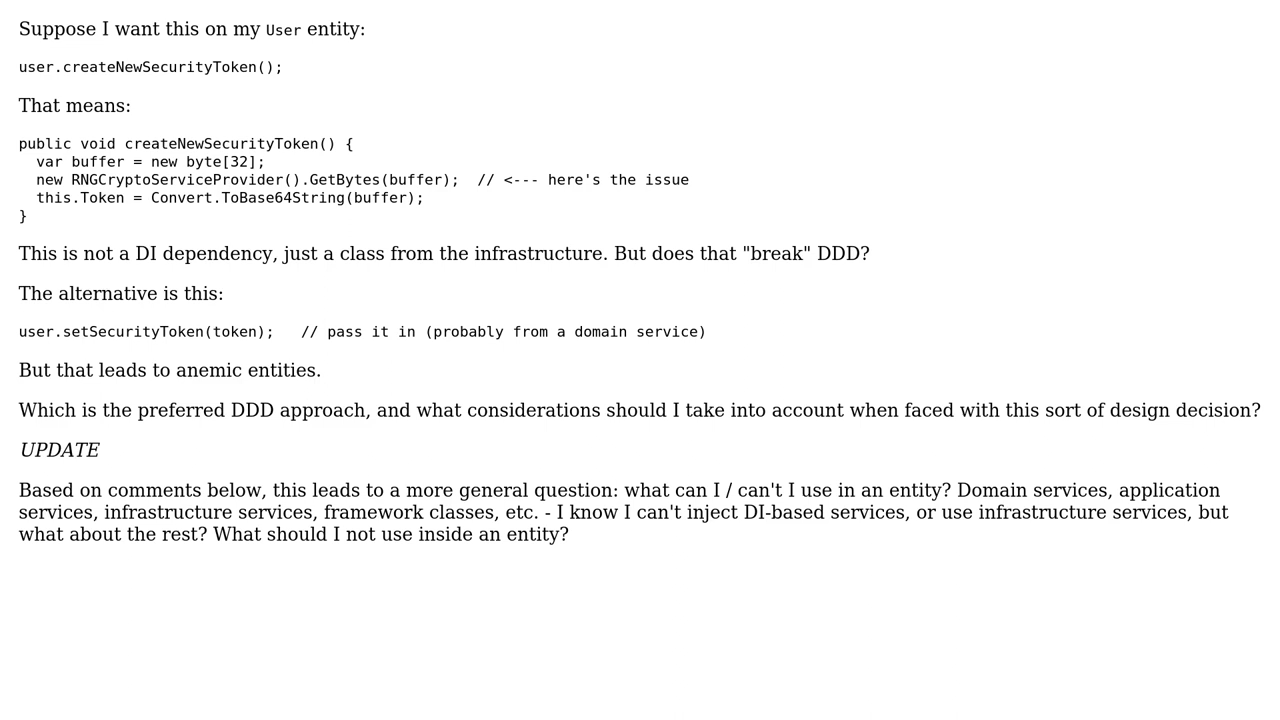 Suppose I want this on my User entity:
user.createNewSecurityToken();
That means:
public void createNewSecurityToken() {
  var buffer = new byte[32];
  new RNGCryptoServiceProvider().GetBytes(buffer);  // <--- here's the issue
  this.Token = Convert.ToBase64String(buffer);
}
This is not a DI dependency, just a class from the infrastructure. But does that "break" DDD?
The alternative is this:
user.setSecurityToken(token);   // pass it in (probably from a domain service)
But that leads to anemic entities.
Which is the preferred DDD approach, and what considerations should I take into account when faced with this sort of design decision?
UPDATE
Based on comments below, this leads to a more general question: what can I / can't I use in an entity? Domain services, application
services, infrastructure services, framework classes, etc. - I know I can't inject DI-based services, or use infrastructure services, but
what about the rest? What should I not use inside an entity?